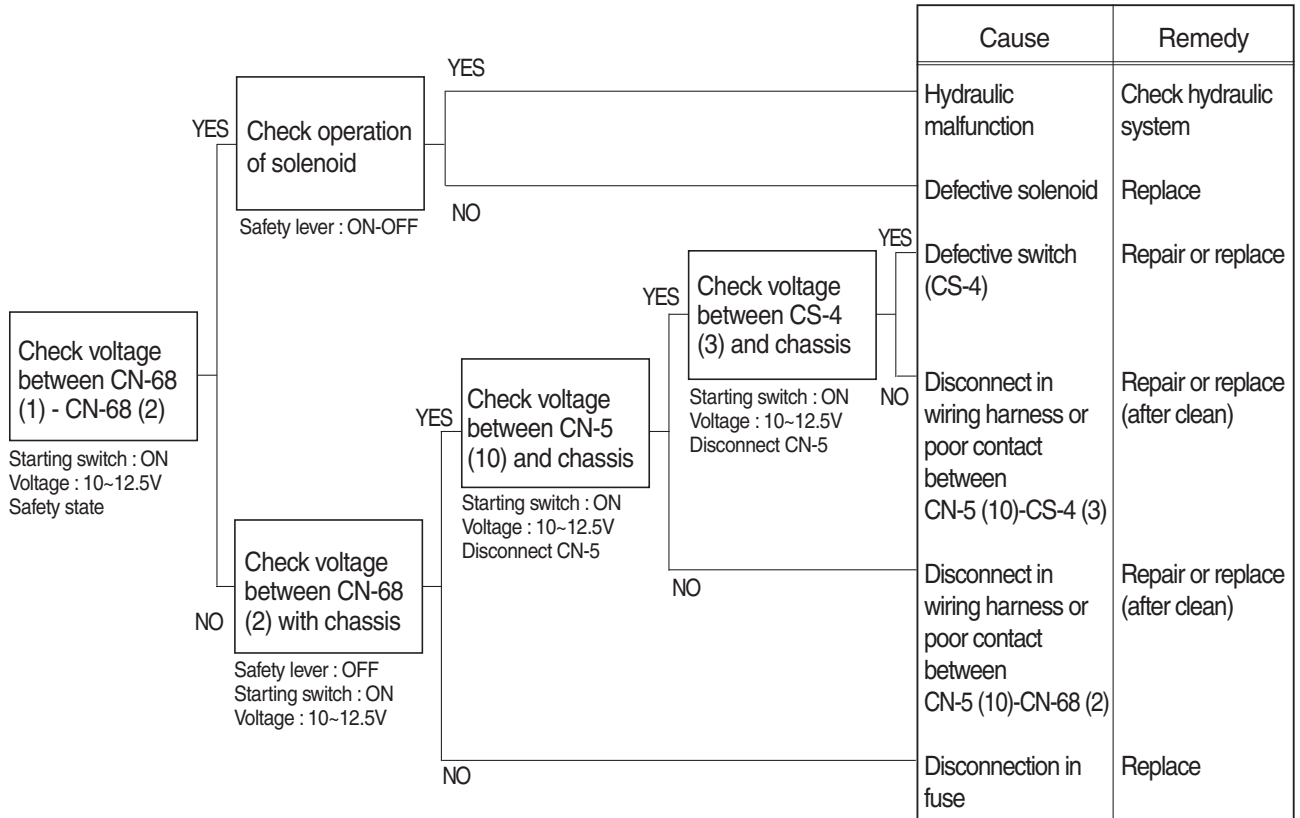 Cause
Remedy
YES
Hydraulic
malfunction
Check hydraulic
system
YES
Check operation
of solenoid
Safety lever : ON-OFF
NO
Defective solenoid
Replace
YES
Defective switch
(CS-4)
Repair or replace
YES
Check voltage
between CS-4
(3) and chassis
Starting switch : ON
Voltage : 10~12.5V
Disconnect CN-5
NO
Disconnect in
wiring harness or
poor contact
between
CN-5 (10)-CS-4 (3)
Repair or replace
(after clean)
Check voltage
between CN-68
(1) - CN-68 (2)
Starting switch : ON
Voltage : 10~12.5V
Safety state
YES
Check voltage
between CN-5
(10) and chassis
Starting switch : ON
Voltage : 10~12.5V
Disconnect CN-5
NO
Disconnect in
wiring harness or
poor contact
between
CN-5 (10)-CN-68 (2)
Repair or replace
(after clean)
NO
Check voltage
between CN-68
(2) with chassis
Safety lever : OFF
Starting switch : ON
Voltage : 10~12.5V
NO
Disconnection in
fuse
Replace